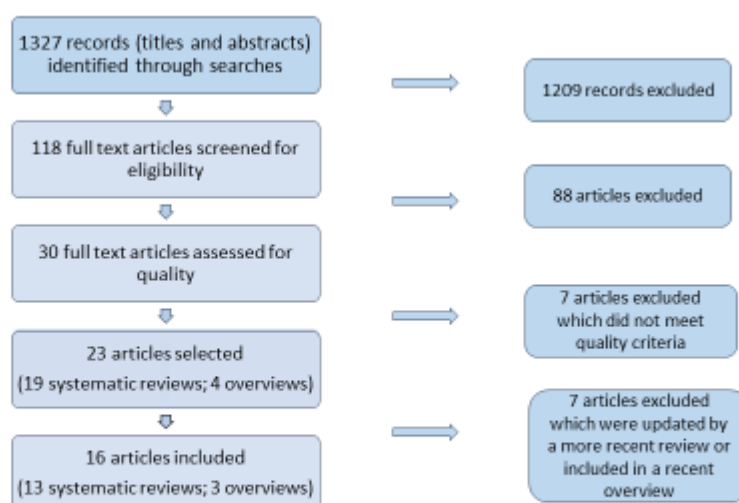 1327 records (titles and abstracts)
identified through searches
1209 records excluded
118 full text articles screened for
eligibility
88 articles excluded
30 full text articles assessed for
quality
7 articles excluded
which did not meet
quality criteria
23 articles selected
(19 systematic reviews; 4 overviews)
7 articles excluded
which were updated by
a more recent review or
included in a recent
overview
16 articles included
(13 systematic reviews; 3 overviews)